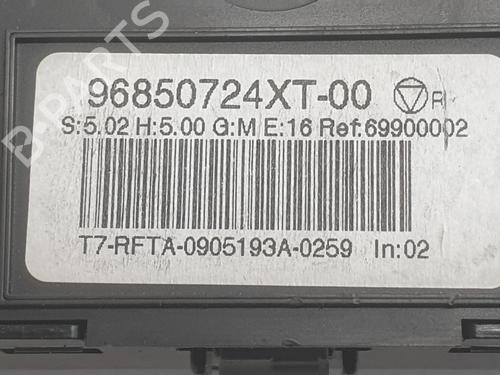 B-PARTS
96850724XT-00 R
S:5.02 H:5.00 G:M E:16 Ref:69900002
T7-RFTA-0905193A-0259 In:02